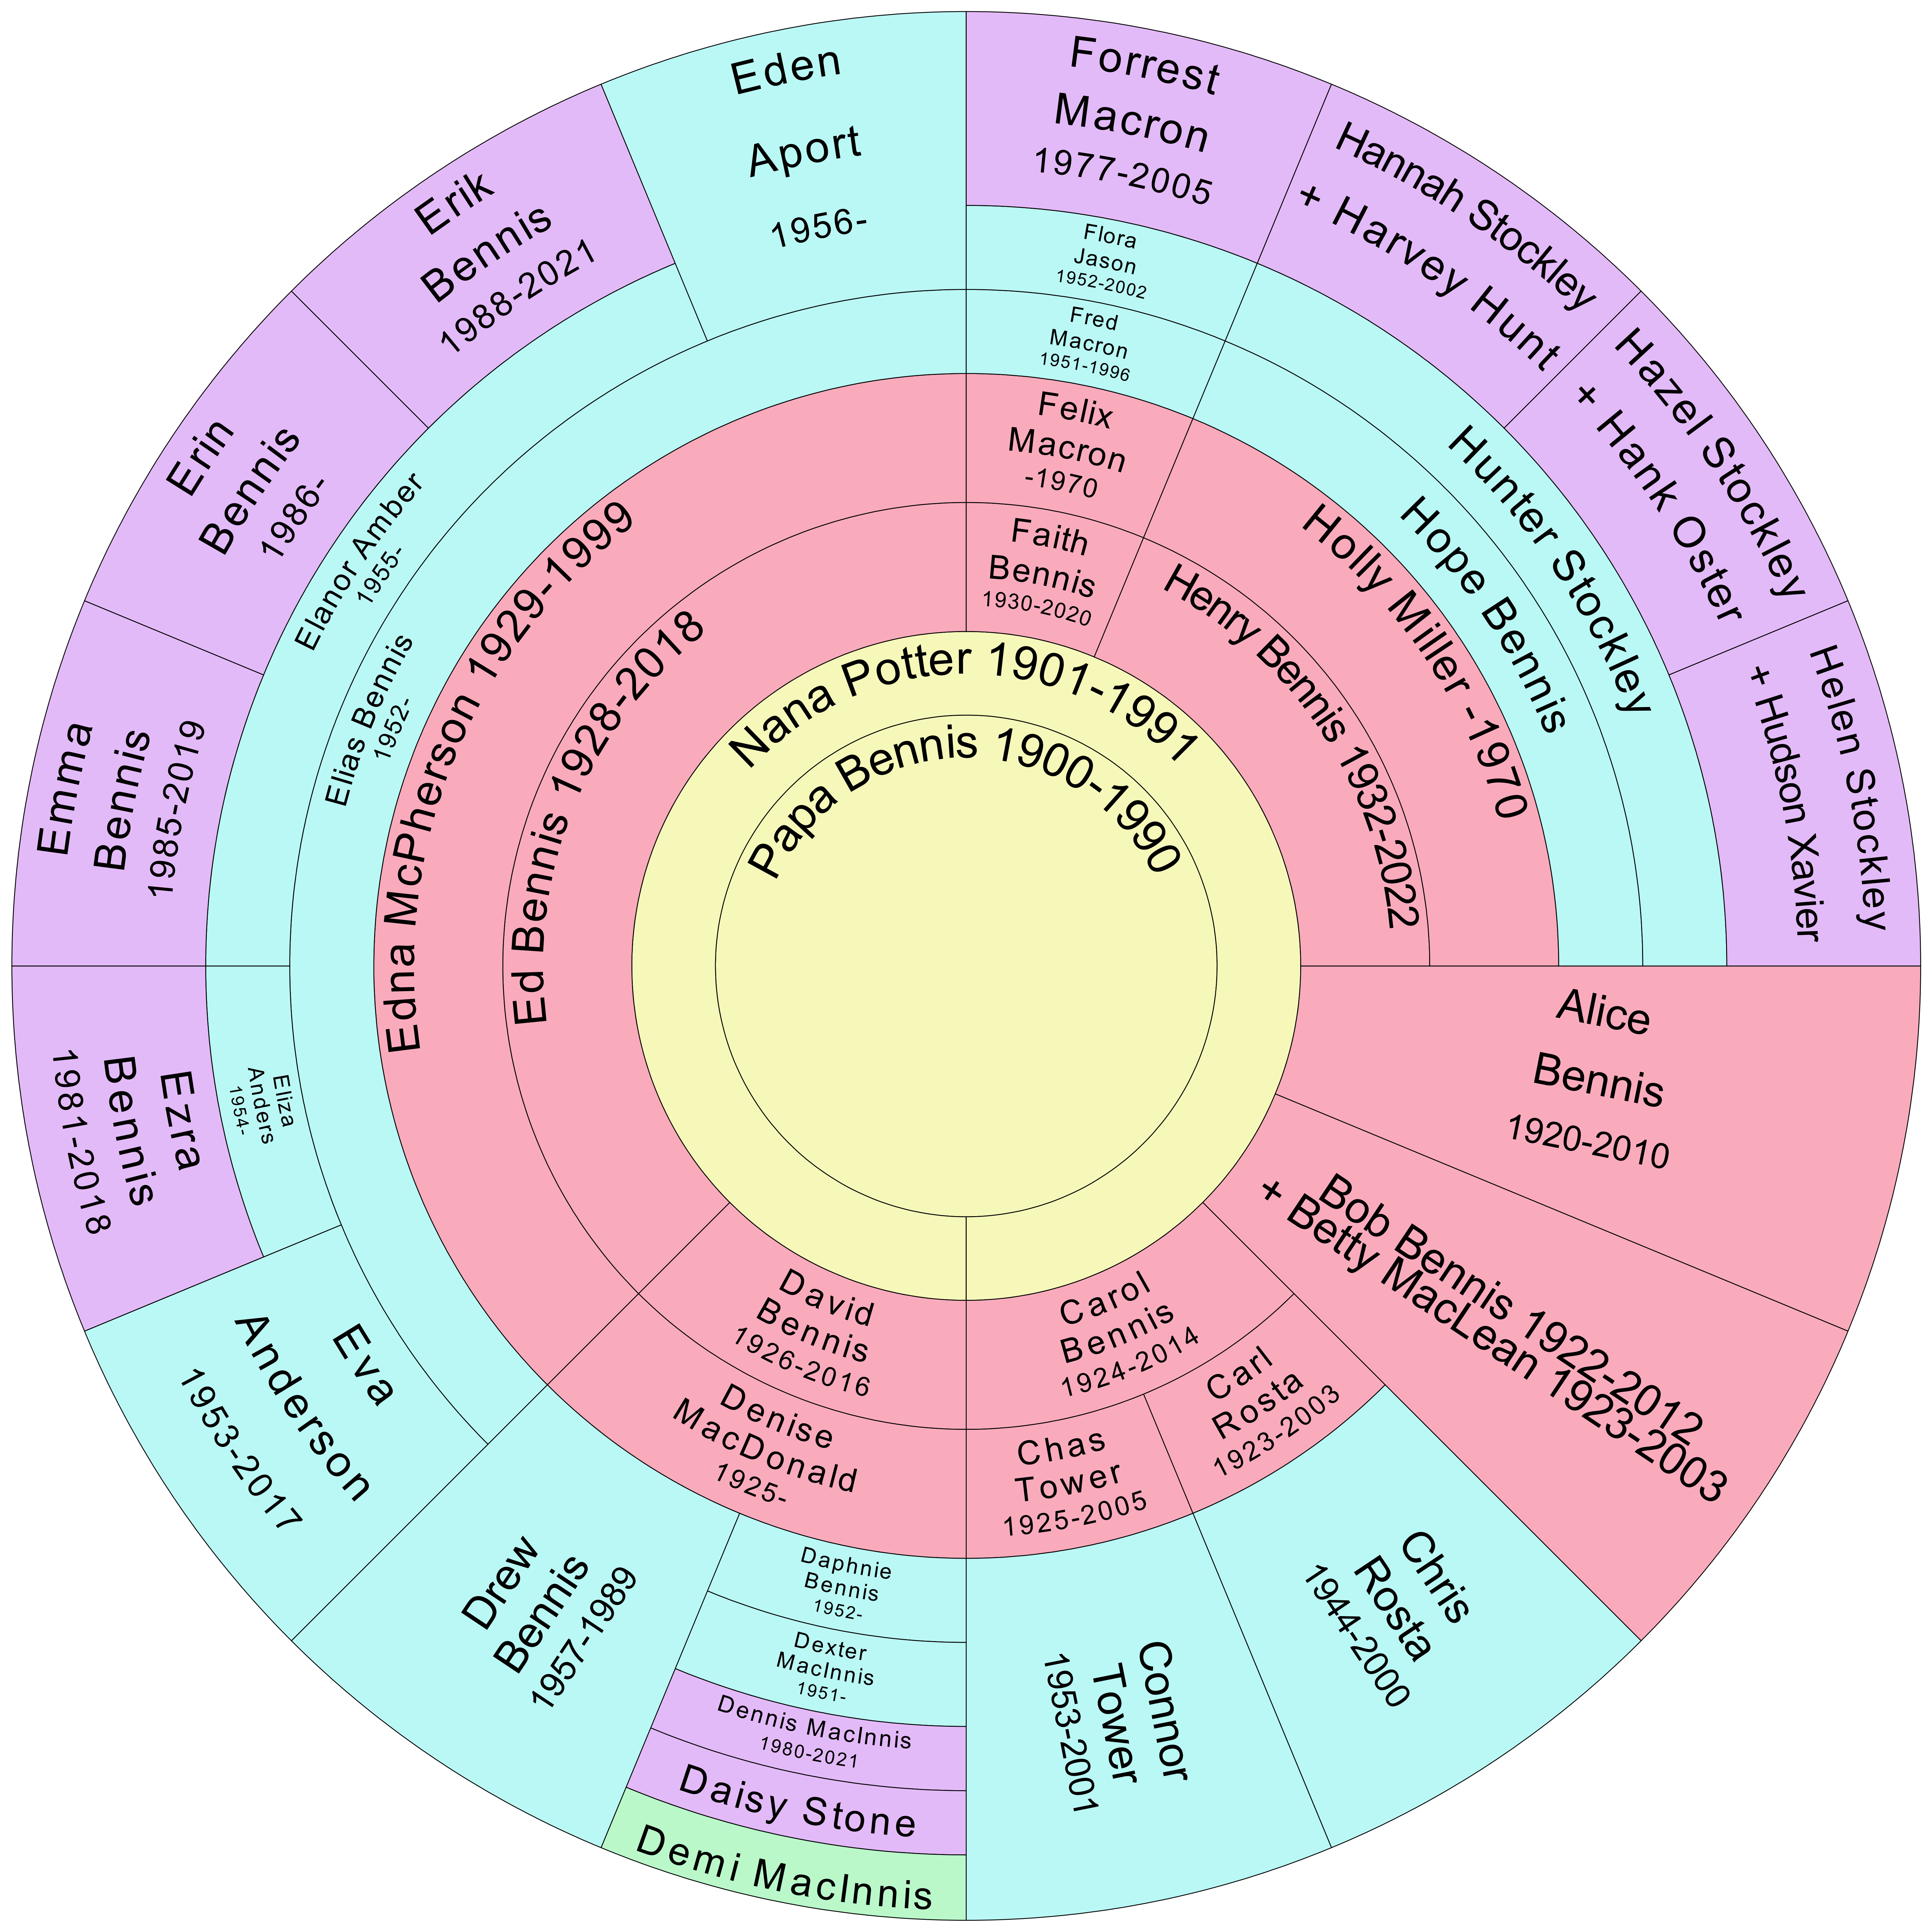 Papa Bennis 1900-1990
Nana Potter 1901-1991
Alice
Bennis
1920-2010
Bob Bennis 1922-2012
+ Betty MacLean 1923-2003
Carol
Bennis
1924-2014
Carl
Rosta
1923-2003
Chris
Rosta
1944-2000
Chas
Tower
1925-2005
Connor
Tower
1953-2001
David
Bennis
1926-2016
Denise
MacDonald
1925-
Daphnie
Bennis
1952-
Dexter
MacInnis
1951-
Dennis MacInnis
1980-2021
Daisy Stone
Demi MacInnis
Drew
Bennis
1957-1989
Ed Bennis 1928-2018
Edna McPherson 1929-1999
Elias Bennis
1952-
Eva
Anderson
1953-2017
Eliza
Anders
1954-
Ezra
Bennis
1981-2018
Elanor Amber
1955-
Emma
Bennis
1985-2019
Erin
Bennis
1986-
Erik
Bennis
1988-2021
Eden
Aport
1956-
Faith
Bennis
1930-2020
Felix
Macron
-1970
Fred
Macron
1951-1996
Flora
Jason
1952-2002
Forrest
Macron
1977-2005
Henry Bennis 1932-2022
Holly Miller -1970
Hope Bennis
Hunter Stockley
Hannah Stockley
+ Harvey Hunt
Hazel Stockley
+ Hank Oster
Helen Stockley
+ Hudson Xavier